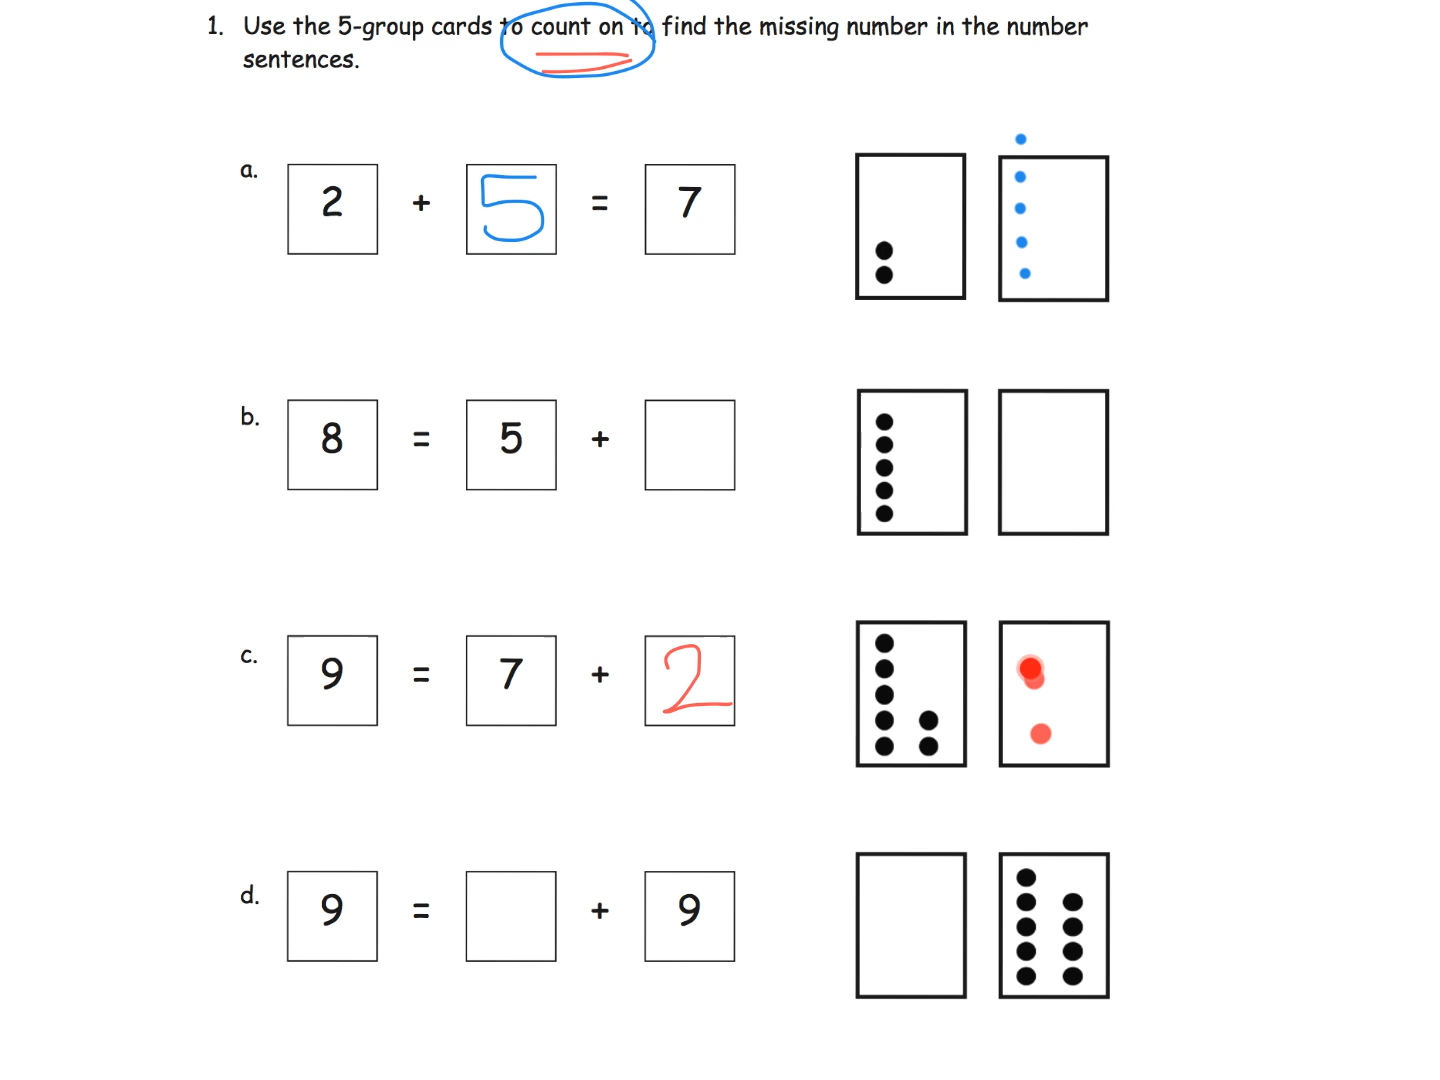 1. Use the 5-group cards to count on to find the missing number in the number
sentences.
a. 2 + 5 = 7
b. 8 = 5 +
c. 9 = 7 + 2
d. 9 = + 9